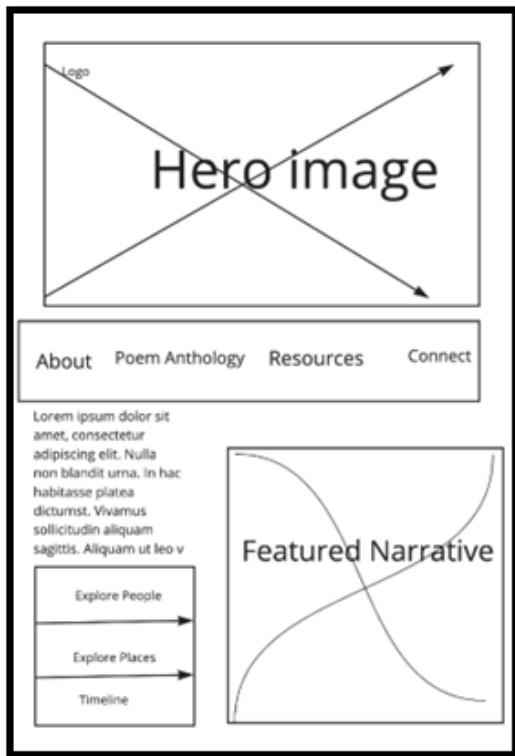 Logo
Hero image
About Poem Anthology Resources Connect
Lorem ipsum dolor sit
amet, consectetur
adipiscing elit. Nulla
non blandit urna. In hac
habitasse platea
dictumst. Vivamus
sollicitudin aliquam
sagittis. Aliquam ut leo v
Featured Narrative
Explore People
Explore Places
Timeline